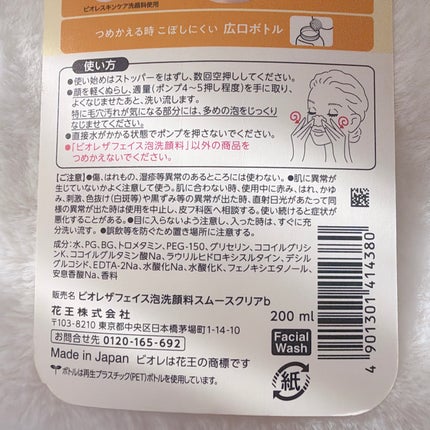 ビオレスキンケア洗顔料使用
つめかえる時 こぼしにくい 広口ボトル
使い方
●使い始めはストッパーをはずし、数回空押ししてください。
●顔を軽くぬらし、適量(ポンプ4〜5押し程度)を手に取り、
よくなじませたあと、洗い流します。
特に毛穴汚れが気になる部分には、多めの泡をじっくり
なじませてください。
●直接水がかかる状態でポンプを押さないでください。
●「ビオレザフェイス泡洗顔料」以外の商品を
つめかえないでください。
【ご注意】●傷、はれもの、湿疹等異常のあるところには使わない。●肌に異常が
生じていないかよく注意して使う。肌に合わない時、使用中に赤み、はれ、かゆ
み、刺激、色抜け(白斑等)や黒ずみ等の異常が出た時、直射日光があたって同
様の異常が出た時は使用を中止し、皮フ科医へ相談する。使い続けると症状が悪
化することがある。●目に入らないよう注意し、入った時は、すぐに充
分洗い流す。●誤飲等を防ぐため置き場所に注意する。
成分:水、PG、BG、トロメタミン、PEG-150、グリセリン、ココイルグリシ
ンK、ココイルグルタミン酸Na、ラウリルヒドロキシスルタイン、デシル
グルコシド、EDTA-2Na、水酸化Na、水酸化K、フェノキシエタノール、
安息香酸Na、香料
販売名 ビオレザフェイス泡洗顔料スムースクリアb
花王株式会社
〒103-8210 東京都中央区日本橋茅場町1-14-10
お問合せ先 0120-165-692
Made in Japan ビオレは花王の商標です
ボトルは再生プラスチック(PET)ボトルを使用しています。
200 ml
Facial
Wash
紙
4901301414380